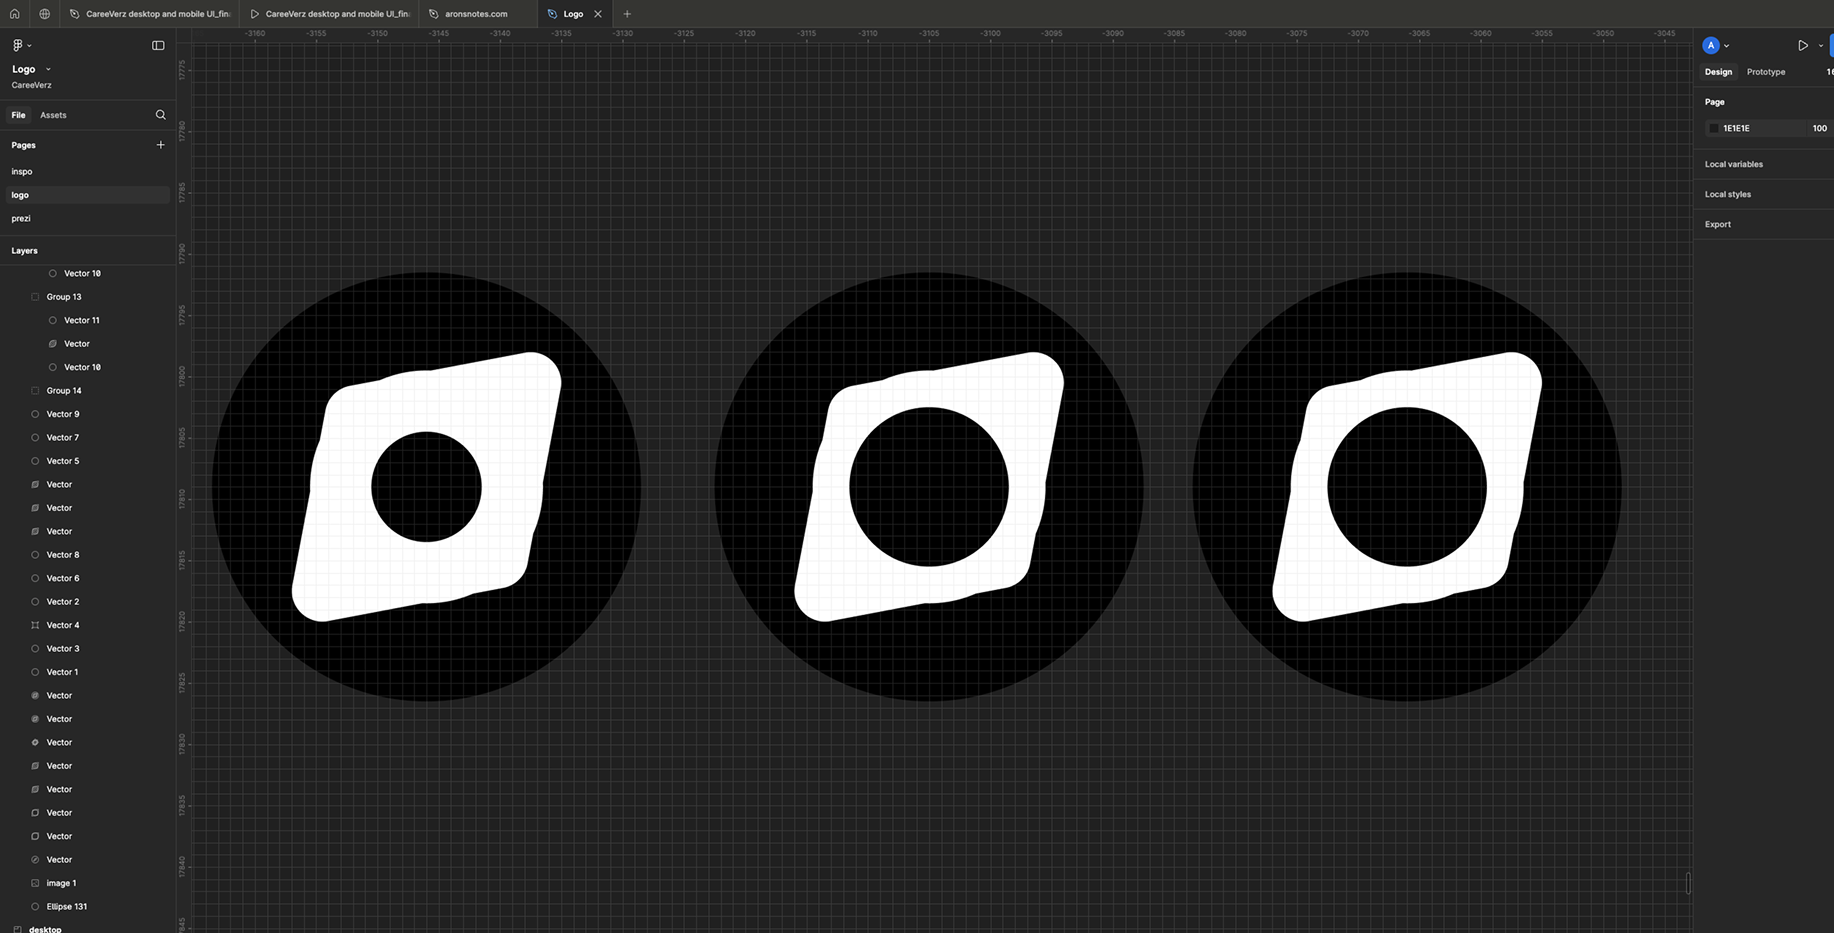 CareeVerz desktop and mobile UI_fin
CareeVerz desktop and mobile UI_fin
aronsnotes.com
Logo
-3160
-3155
-3150
-3145
-3140
-3135
-3130
-3125
-3120
-3115
-3110
-3105
-3100
-3095
-3090
-3085
-3080
-3075
-3070
-3065
-3060
-3055
-3050
-3045
Logo
CareeVerz
File
Assets
Pages
inspo
logo
prezi
Layers
Vector 10
Group 13
Vector 11
Vector
Vector 10
Group 14
Vector 9
Vector 7
Vector 5
Vector
Vector
Vector
Vector 8
Vector 6
Vector 2
Vector 4
Vector 3
Vector 1
Vector
Vector
Vector
Vector
Vector
Vector
Vector
Vector
image 1
Ellipse 131
desktop
17775
17780
17785
17790
17795
17800
17805
17810
17815
17820
17825
17830
17835
17840
A
Design
Prototype
Page
1E1E1E
100
Local variables
Local styles
Export